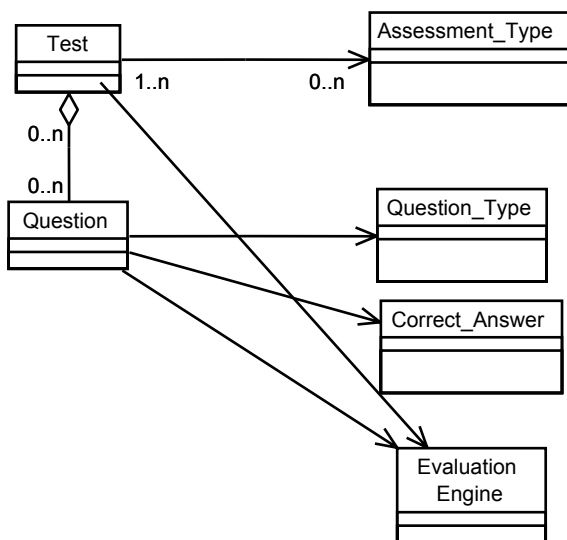 Test
Assessment_Type
1..n
0..n
0..n
0..n
Question
Question_Type
Correct_Answer
Evaluation
Engine